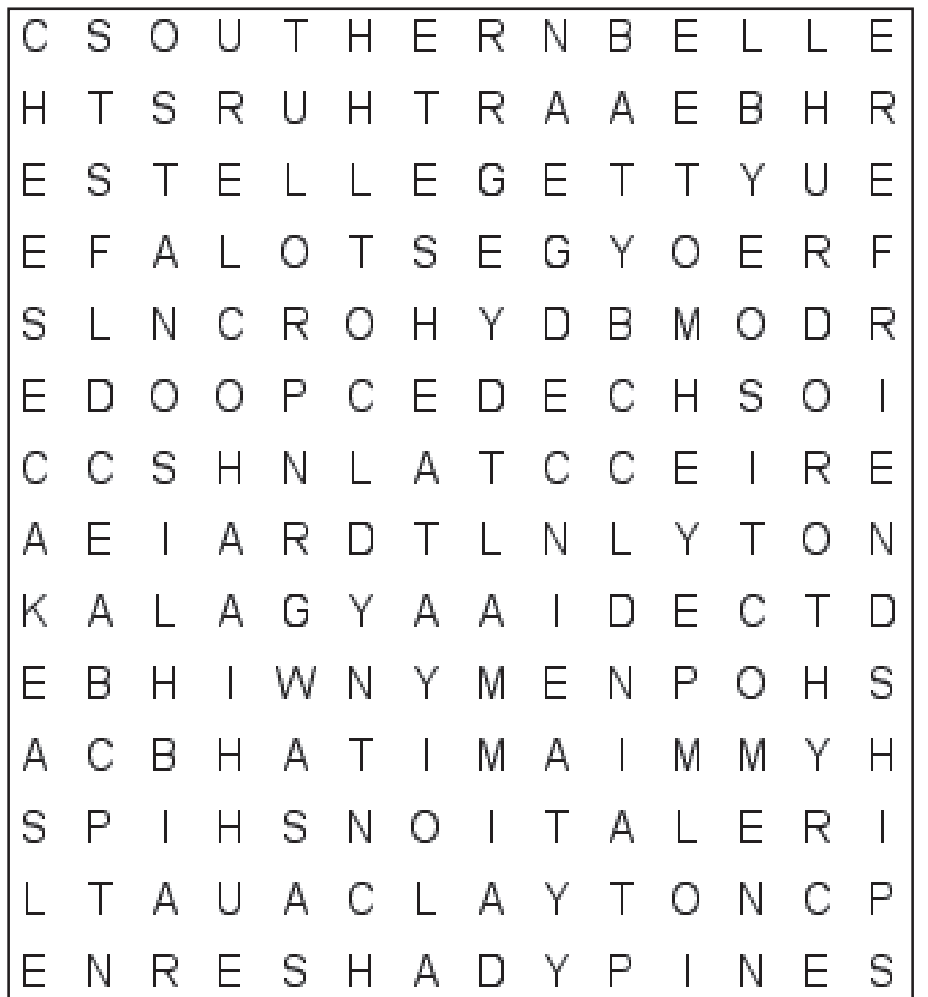 C S O U T H E R N B E L L E
H T S R U H T R A A E B H R
E S T E L L E G E T T Y U E
E F A L O T S E G Y O E R F
S L N C R O H Y D B M O D R
E D O O P C E D E C H S O I
C C S H N L A T C C E I R E
A E I A R D T L N L Y T O N
K A L A G Y A A I D E C T D
E B H I W N Y M E N P O H S
A C B H A T I M A I M M Y H
S P I H S N O I T A L E R I
L T A U A C L A Y T O N C P
E N R E S H A D Y P I N E S